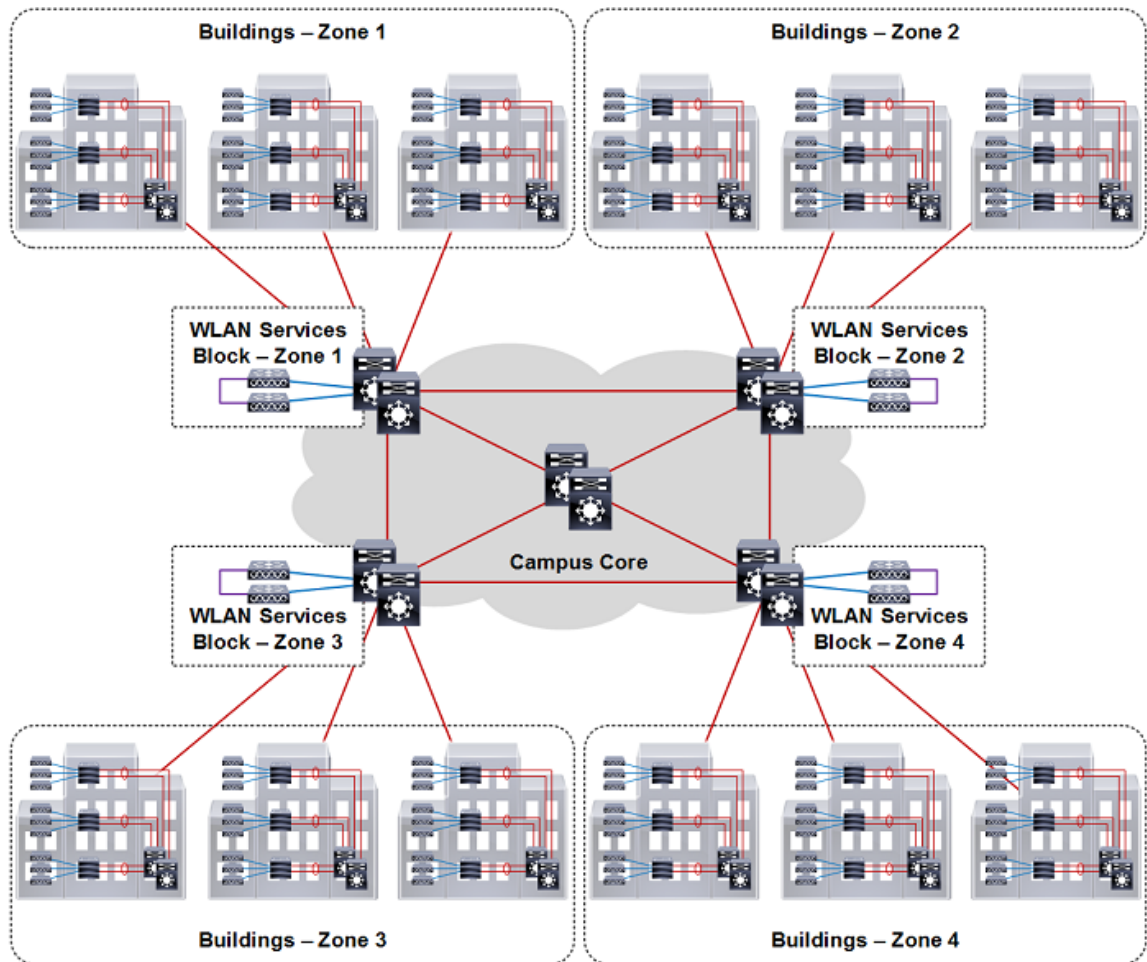 Buildings – Zone 1
Buildings – Zone 2
WLAN Services
Block – Zone 1
WLAN Services
Block – Zone 2
Campus Core
WLAN Services
Block – Zone 3
WLAN Services
Block – Zone 4
Buildings – Zone 3
Buildings – Zone 4